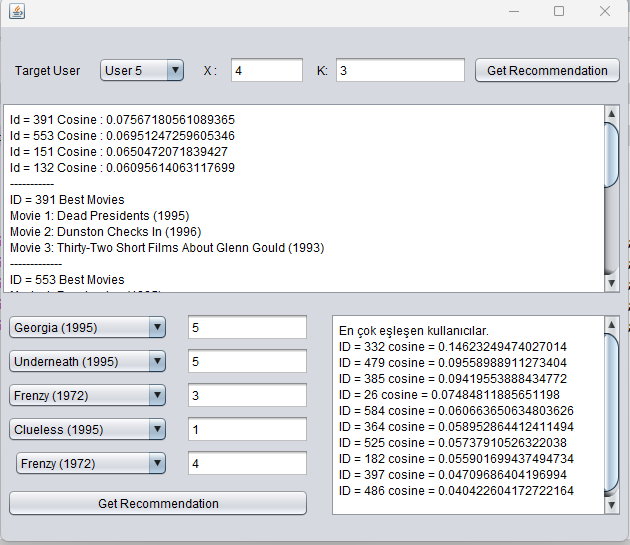 Target User User 5 X : 4 K: 3 Get Recommendation
Id = 391 Cosine : 0.07567180561089365
Id = 553 Cosine : 0.06951247259605346
Id = 151 Cosine : 0.0650472071839427
Id = 132 Cosine : 0.06095614063117699
-----------
ID = 391 Best Movies
Movie 1: Dead Presidents (1995)
Movie 2: Dunston Checks In (1996)
Movie 3: Thirty-Two Short Films About Glenn Gould (1993)
-------------
ID = 553 Best Movies
Georgia (1995) 5
Underneath (1995) 5
Frenzy (1972) 3
Clueless (1995) 1
Frenzy (1972) 4
Get Recommendation
En çok eşleşen kullanıcılar.
ID = 332 cosine = 0.14623249474027014
ID = 479 cosine = 0.09558988911273404
ID = 385 cosine = 0.09419553888434772
ID = 26 cosine = 0.07484881188565119​8
ID = 584 cosine = 0.060663650634803626
ID = 364 cosine = 0.058952864412411494
ID = 525 cosine = 0.05737910526322038
ID = 182 cosine = 0.055901699437494734
ID = 397 cosine = 0.04709686404196994
ID = 486 cosine = 0.040422604172722164